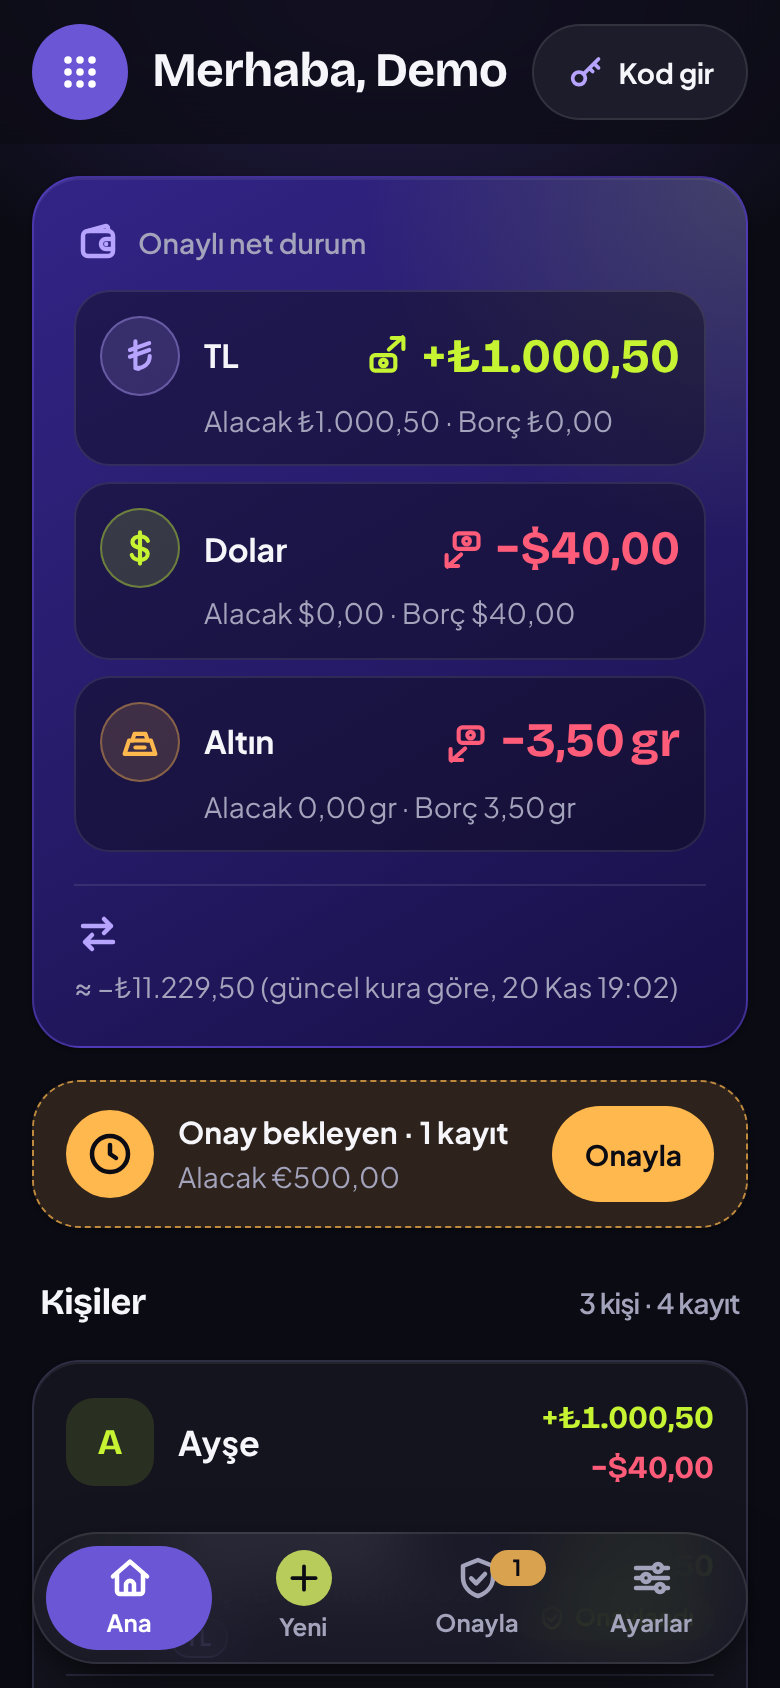 Merhaba, Demo
Kod gir
Onaylı net durum
₺
TL
+₺1.000,50
Alacak ₺1.000,50 · Borç ₺0,00
$
Dolar
−$40,00
Alacak $0,00 · Borç $40,00
Altın
−3,50 gr
Alacak 0,00 gr · Borç 3,50 gr
≈ −₺11.229,50 (güncel kura göre, 20 Kas 19:02)
Onay bekleyen · 1 kayıt
Alacak €500,00
Onayla
Kişiler
3 kişi · 4 kayıt
A
Ayşe
+₺1.000,50
−$40,00
Ana
Yeni
Onayla
1
Ayarlar